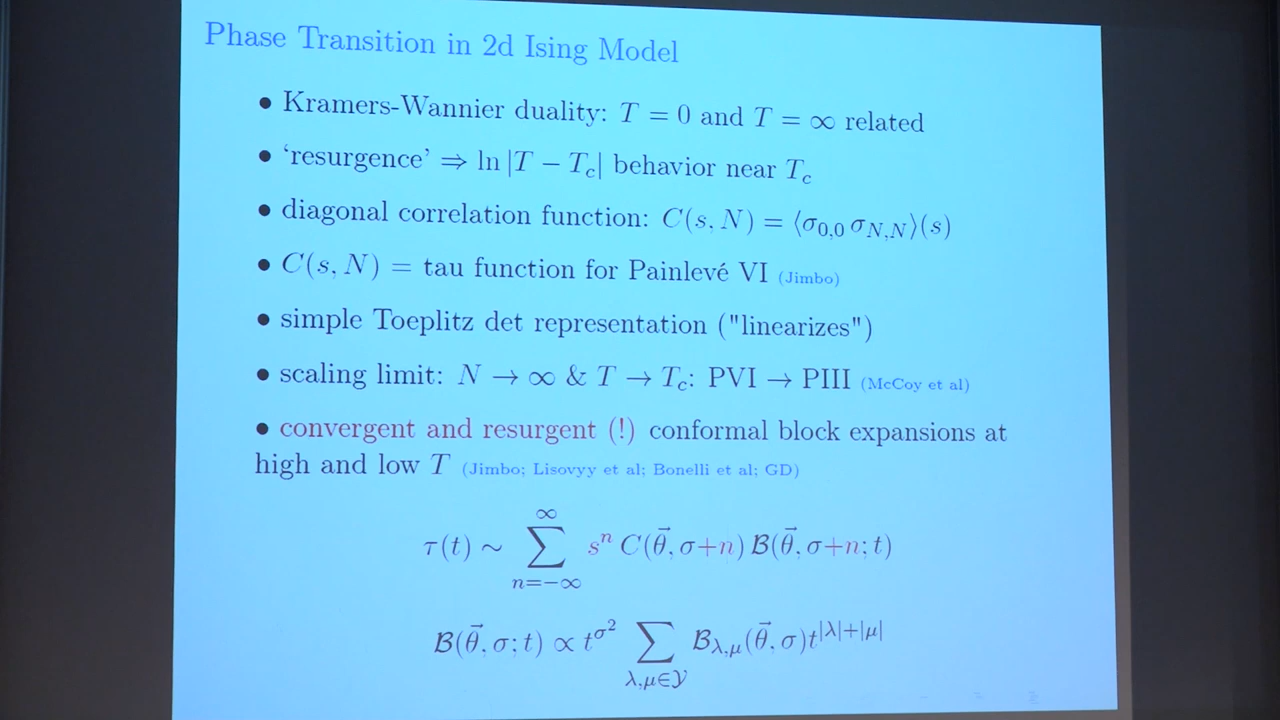 Phase Transition in 2d Ising Model
• Kramers-Wannier duality: T = 0 and T = ∞ related
• ‘resurgence’ ⇒ ln |T − T_c| behavior near T_c
• diagonal correlation function: C(s, N) = ⟨σ_{0,0} σ_{N,N}⟩(s)
• C(s, N) = tau function for Painlevé VI (Jimbo)
• simple Toeplitz det representation ("linearizes")
• scaling limit: N → ∞ & T → T_c: PVI → PIII (McCoy et al)
• convergent and resurgent (!) conformal block expansions at
high and low T (Jimbo; Lisovyy et al; Bonelli et al; GD)
τ(t) ∼ ∑_{n=−∞}^{∞} s^n C(θ⃗, σ+n) ℬ(θ⃗, σ+n; t)
ℬ(θ⃗, σ; t) ∝ t^{σ^2} ∑_{λ,μ∈𝒴} ℬ_{λ,μ}(θ⃗, σ) t^{|λ|+|μ|}